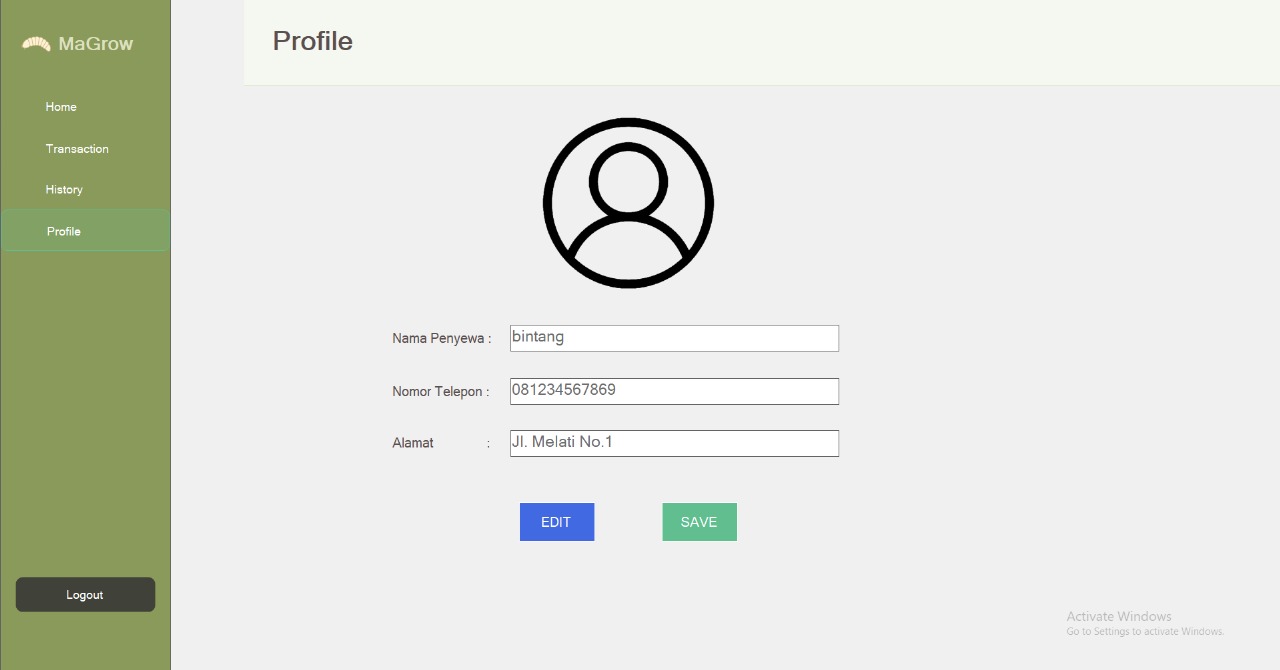 MaGrow
Home
Transaction
History
Profile
Logout
Profile
Nama Penyewa : bintang
Nomor Telepon : 081234567869
Alamat : Jl. Melati No.1
EDIT SAVE
Activate Windows
Go to Settings to activate Windows.